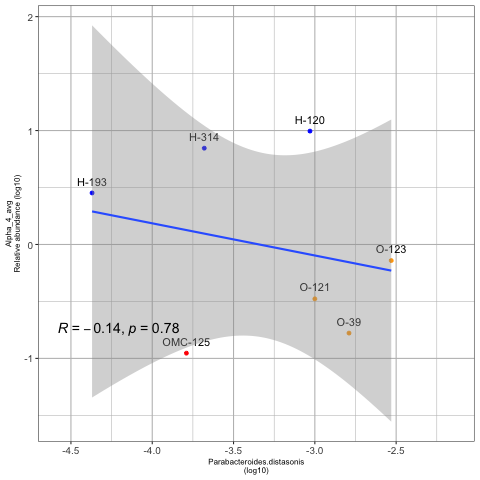 2
1
0
-1
H-120
H-314
H-193
O-123
O-121
O-39
R = −0.14, p = 0.78
OMC-125
-4.5 -4.0 -3.5 -3.0 -2.5
Parabacteroides.distasonis
(log10)
Alpha_4_avg
Relative abundance (log10)